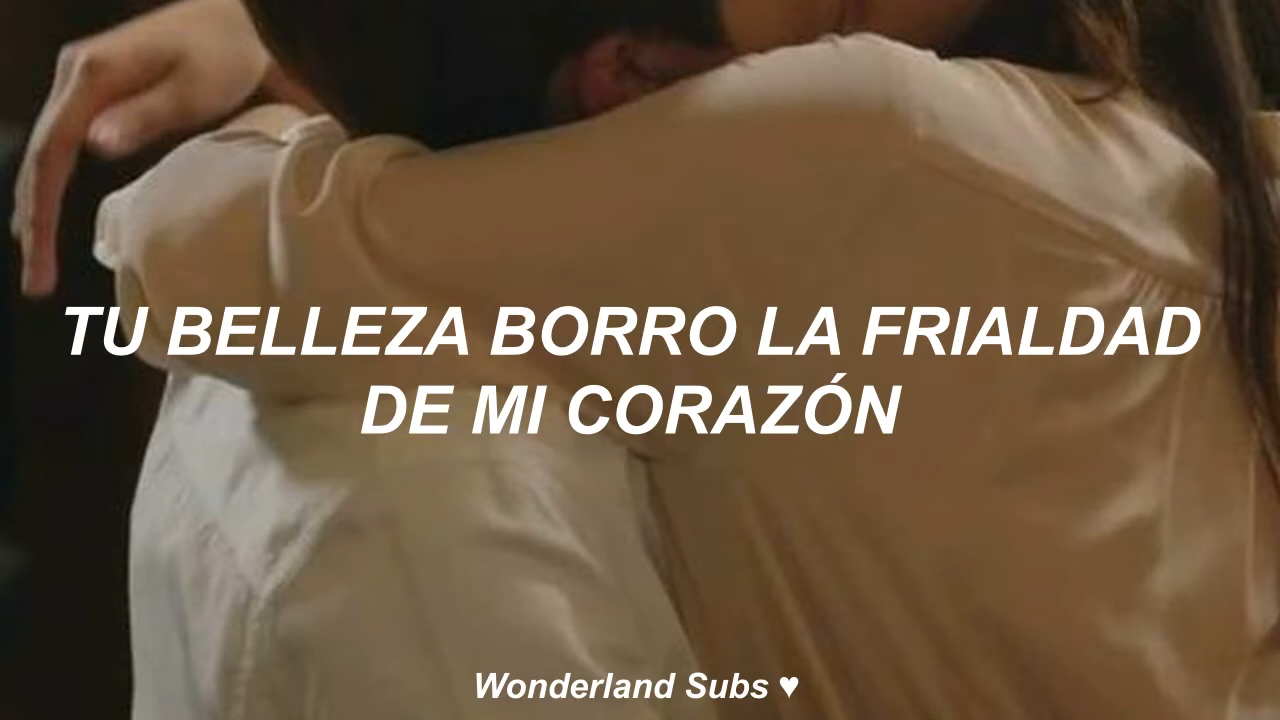 TU BELLEZA BORRO LA FRIALDAD
DE MI CORAZÓN
Wonderland Subs ♥